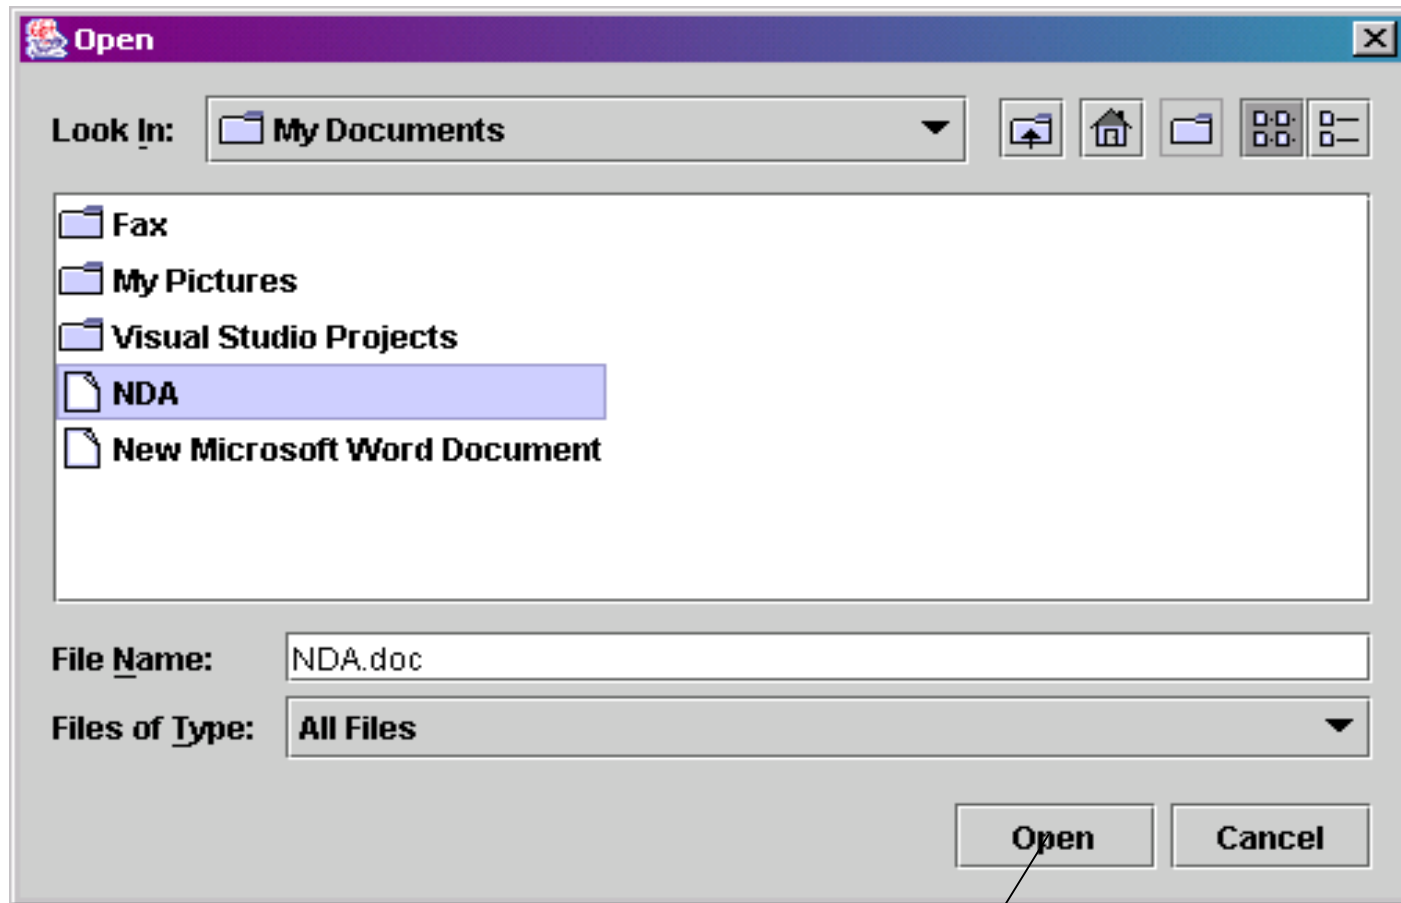 Open
Look In: My Documents
Fax
My Pictures
Visual Studio Projects
NDA
New Microsoft Word Document
File Name: NDA.doc
Files of Type: All Files
Open Cancel